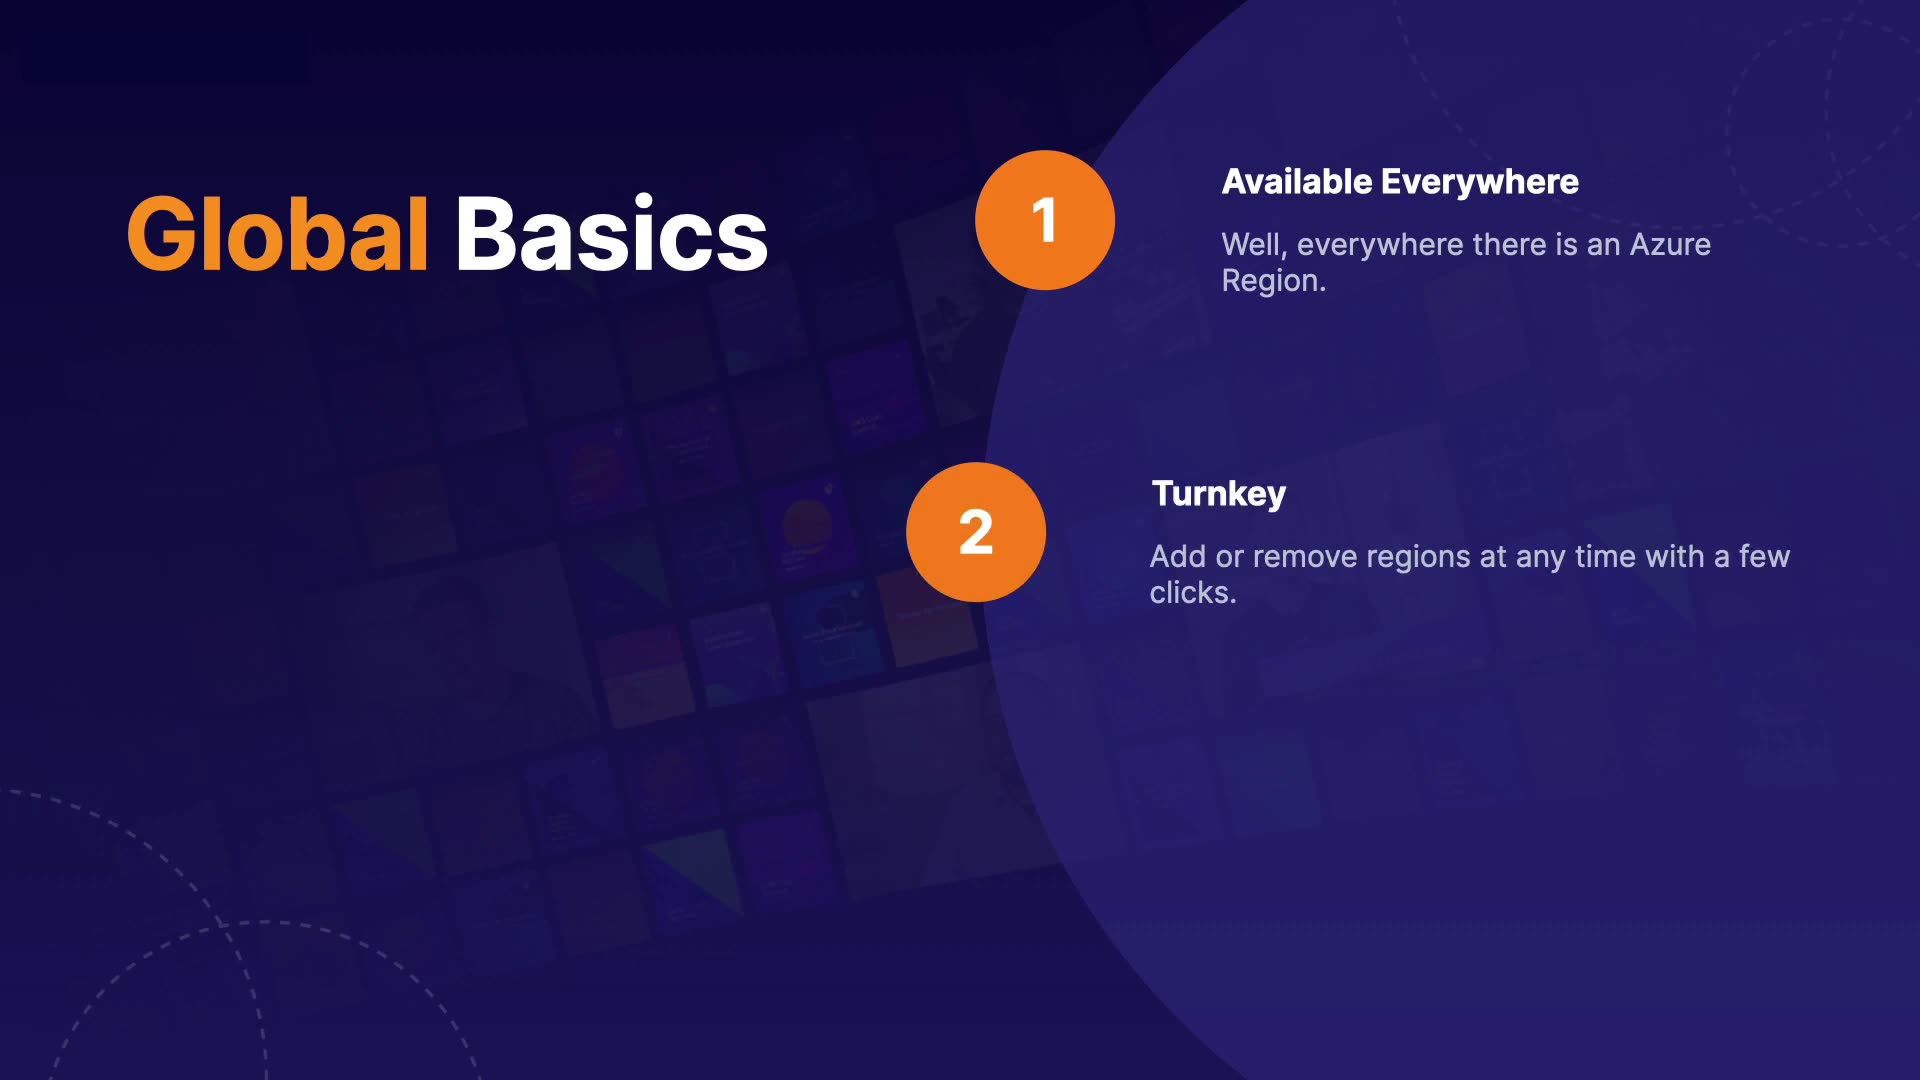 Global Basics
1
Available Everywhere
Well, everywhere there is an Azure
Region.
2
Turnkey
Add or remove regions at any time with a few
clicks.